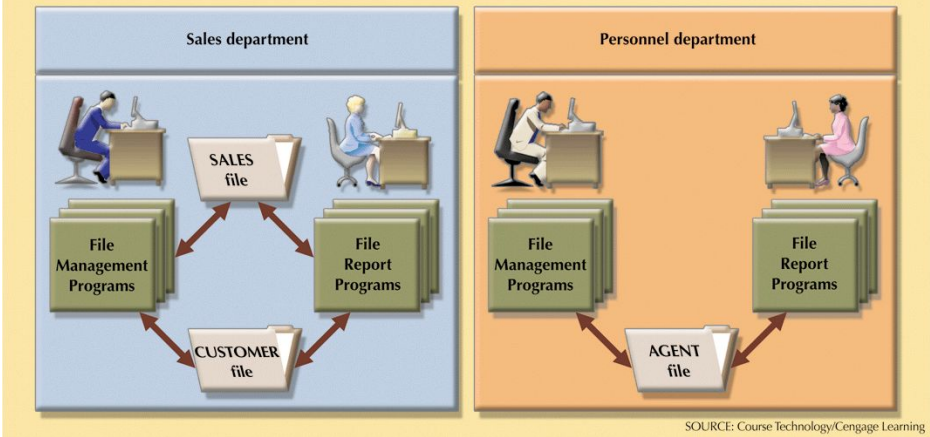 Sales department
Personnel department
SALES
file
File
Management
Programs
File
Report
Programs
CUSTOMER
file
File
Management
Programs
File
Report
Programs
AGENT
file
SOURCE: Course Technology/Cengage Learning